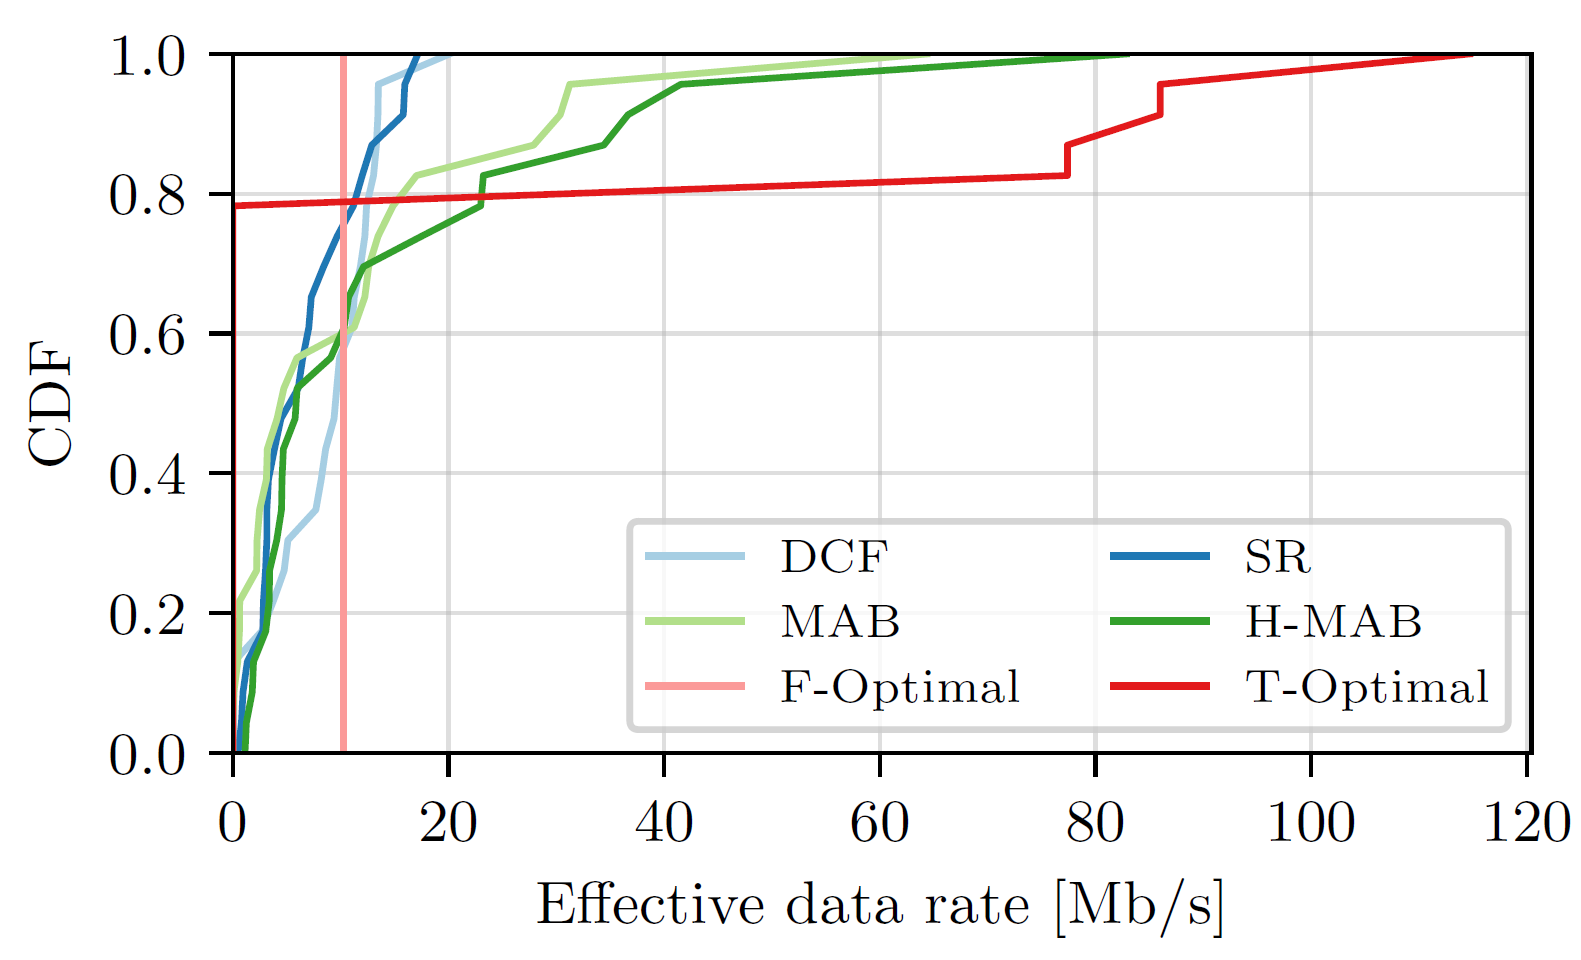 1.0
0.8
0.6
0.4
0.2
0.0
CDF
DCF
MAB
F-Optimal
SR
H-MAB
T-Optimal
0 20 40 60 80 100 120
Effective data rate [Mb/s]